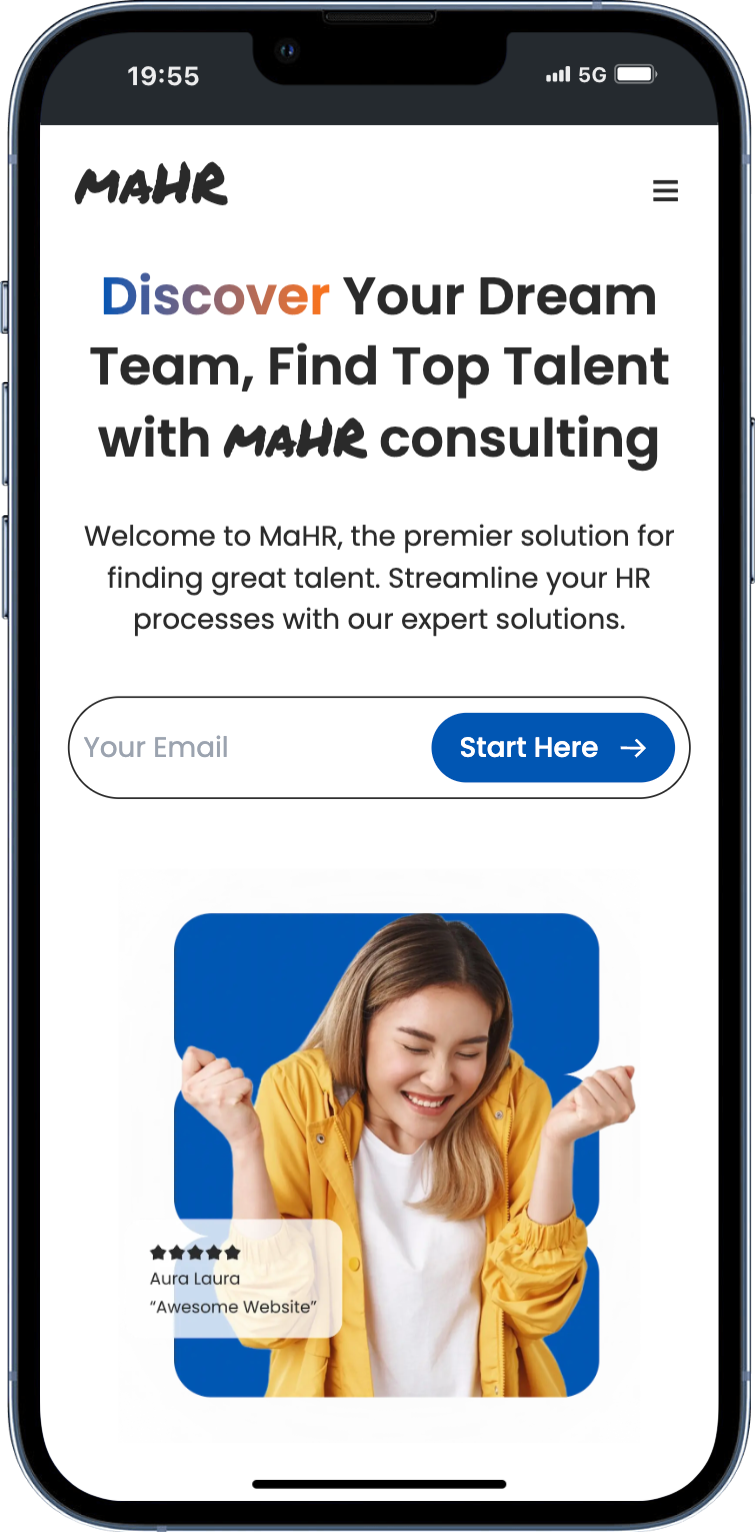 19:55 5G
MAHR
Discover Your Dream
Team, Find Top Talent
with MAHR consulting
Welcome to MaHR, the premier solution for
finding great talent. Streamline your HR
processes with our expert solutions.
Your Email Start Here →
★★★★★
Aura Laura
“Awesome Website”